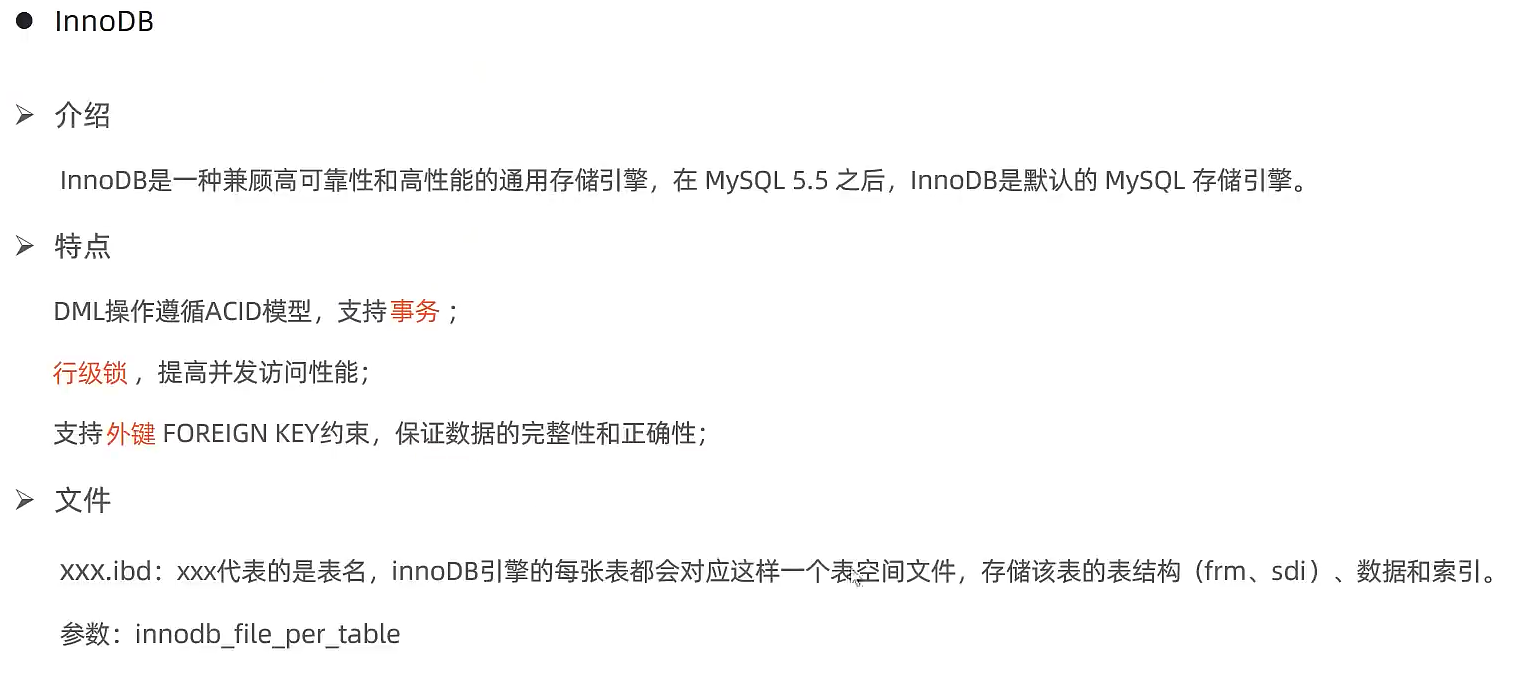 ● InnoDB
➢ 介绍
InnoDB是一种兼顾高可靠性和高性能的通用存储引擎，在 MySQL 5.5 之后，InnoDB是默认的 MySQL 存储引擎。
➢ 特点
DML操作遵循ACID模型，支持事务；
行级锁，提高并发访问性能；
支持外键 FOREIGN KEY约束，保证数据的完整性和正确性；
➢ 文件
xxx.ibd：xxx代表的是表名，innoDB引擎的每张表都会对应这样一个表空间文件，存储该表的表结构（frm、sdi）、数据和索引。
参数：innodb_file_per_table